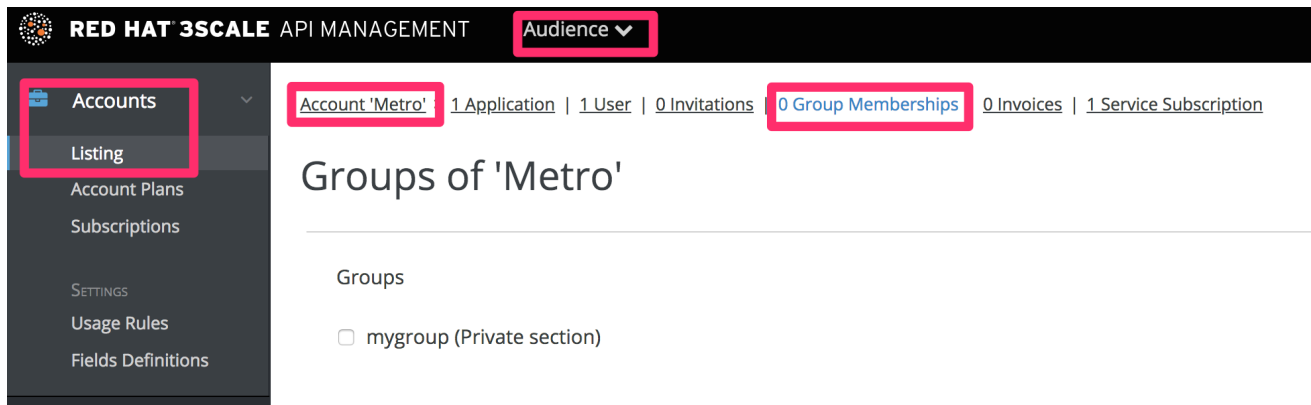 RED HAT® 3SCALE API MANAGEMENT Audience
Accounts
Listing
Account Plans
Subscriptions
SETTINGS
Usage Rules
Fields Definitions
Account 'Metro' 1 Application | 1 User | 0 Invitations | 0 Group Memberships 0 Invoices | 1 Service Subscription
Groups of 'Metro'
Groups
mygroup (Private section)